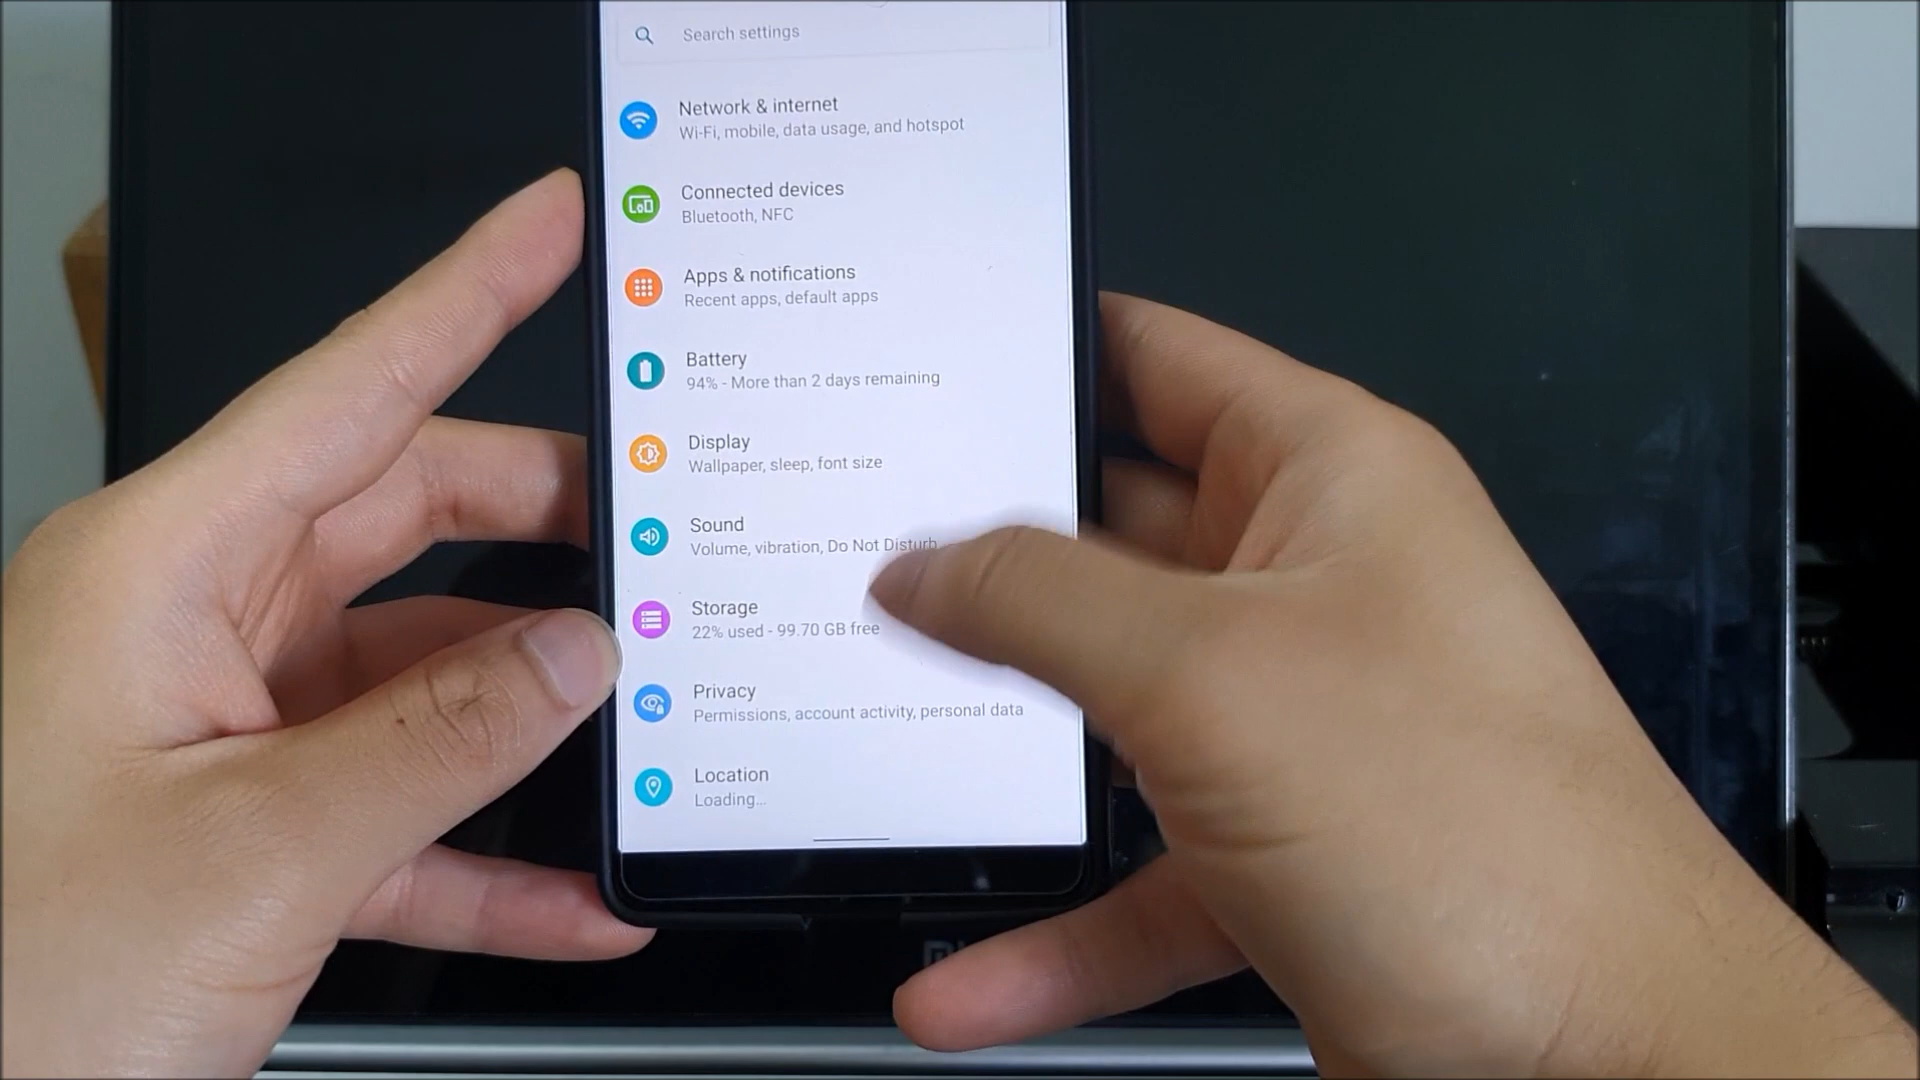 Search settings
Network & internet
Wi-Fi, mobile, data usage, and hotspot
Connected devices
Bluetooth, NFC
Apps & notifications
Recent apps, default apps
Battery
94% - More than 2 days remaining
Display
Wallpaper, sleep, font size
Sound
Volume, vibration, Do Not Disturb
Storage
22% used - 99.70 GB free
Privacy
Permissions, account activity, personal data
Location
Loading...